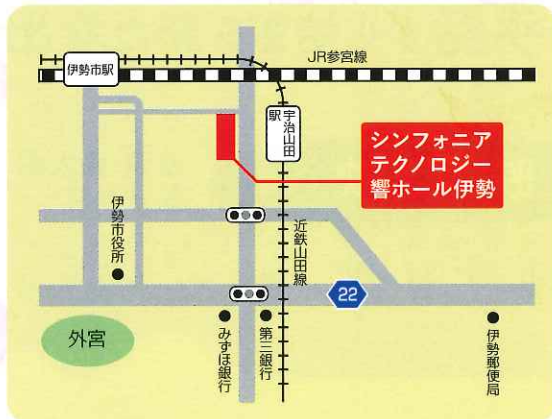 JR参宮線
伊勢市駅
宇治山田
駅
シンフォニア
テクノロジー
響ホール伊勢
伊勢市役所
近鉄山田線
22
外宮
みずほ銀行
第三銀行
伊勢郵便局